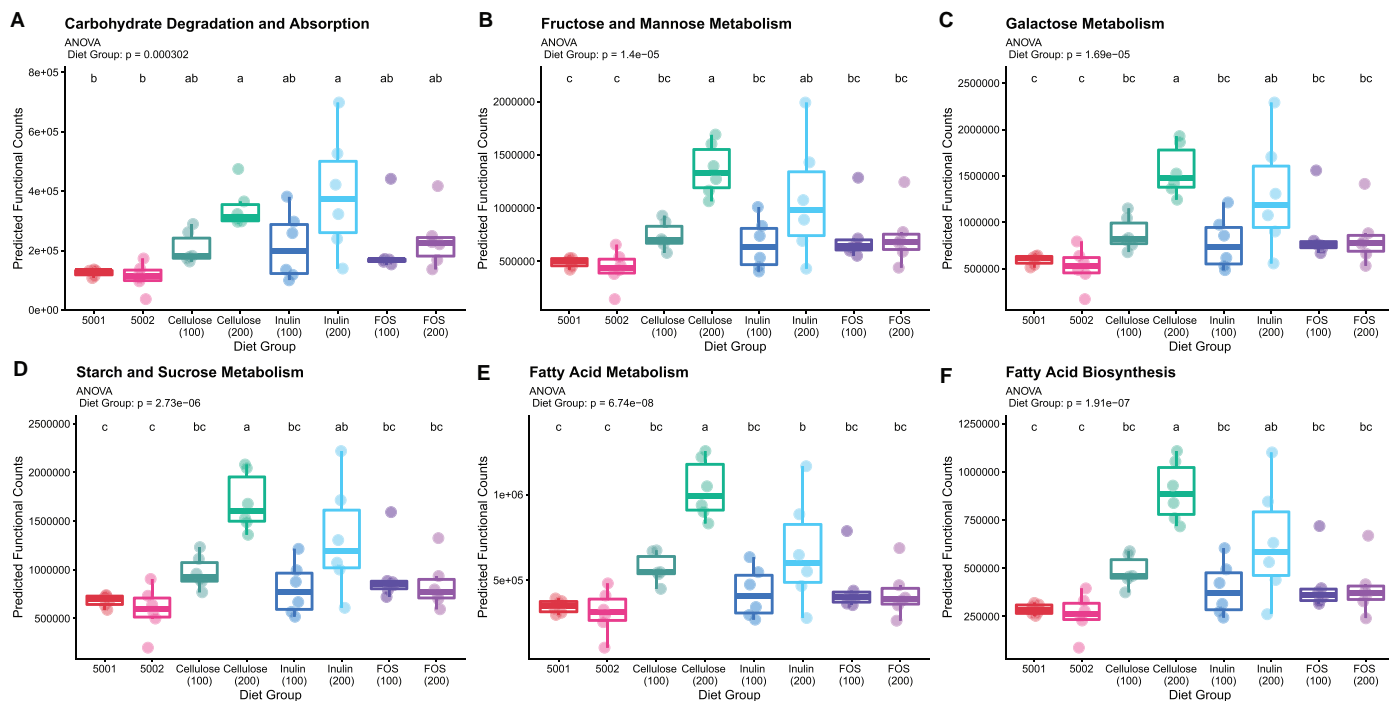 A Carbohydrate Degradation and Absorption
ANOVA
Diet Group: p = 0.000302
b b ab a ab a ab ab
8e+05
6e+05
4e+05
2e+05
0e+00
Predicted Functional Counts
5001 5002 Cellulose (100) Cellulose (200) Inulin (100) Inulin (200) FOS (100) FOS (200)
Diet Group
B Fructose and Mannose Metabolism
ANOVA
Diet Group: p = 1.4e−05
c c bc a bc ab bc bc
2000000
1500000
1000000
500000
Predicted Functional Counts
5001 5002 Cellulose (100) Cellulose (200) Inulin (100) Inulin (200) FOS (100) FOS (200)
Diet Group
C Galactose Metabolism
ANOVA
Diet Group: p = 1.69e−05
c c bc a bc ab bc bc
2500000
2000000
1500000
1000000
500000
Predicted Functional Counts
5001 5002 Cellulose (100) Cellulose (200) Inulin (100) Inulin (200) FOS (100) FOS (200)
Diet Group
D Starch and Sucrose Metabolism
ANOVA
Diet Group: p = 2.73e−06
c c bc a bc ab bc bc
2500000
2000000
1500000
1000000
500000
Predicted Functional Counts
5001 5002 Cellulose (100) Cellulose (200) Inulin (100) Inulin (200) FOS (100) FOS (200)
Diet Group
E Fatty Acid Metabolism
ANOVA
Diet Group: p = 6.74e−08
c c bc a bc b bc bc
1e+06
5e+05
Predicted Functional Counts
5001 5002 Cellulose (100) Cellulose (200) Inulin (100) Inulin (200) FOS (100) FOS (200)
Diet Group
F Fatty Acid Biosynthesis
ANOVA
Diet Group: p = 1.91e−07
c c bc a bc ab bc bc
1250000
1000000
750000
500000
250000
Predicted Functional Counts
5001 5002 Cellulose (100) Cellulose (200) Inulin (100) Inulin (200) FOS (100) FOS (200)
Diet Group